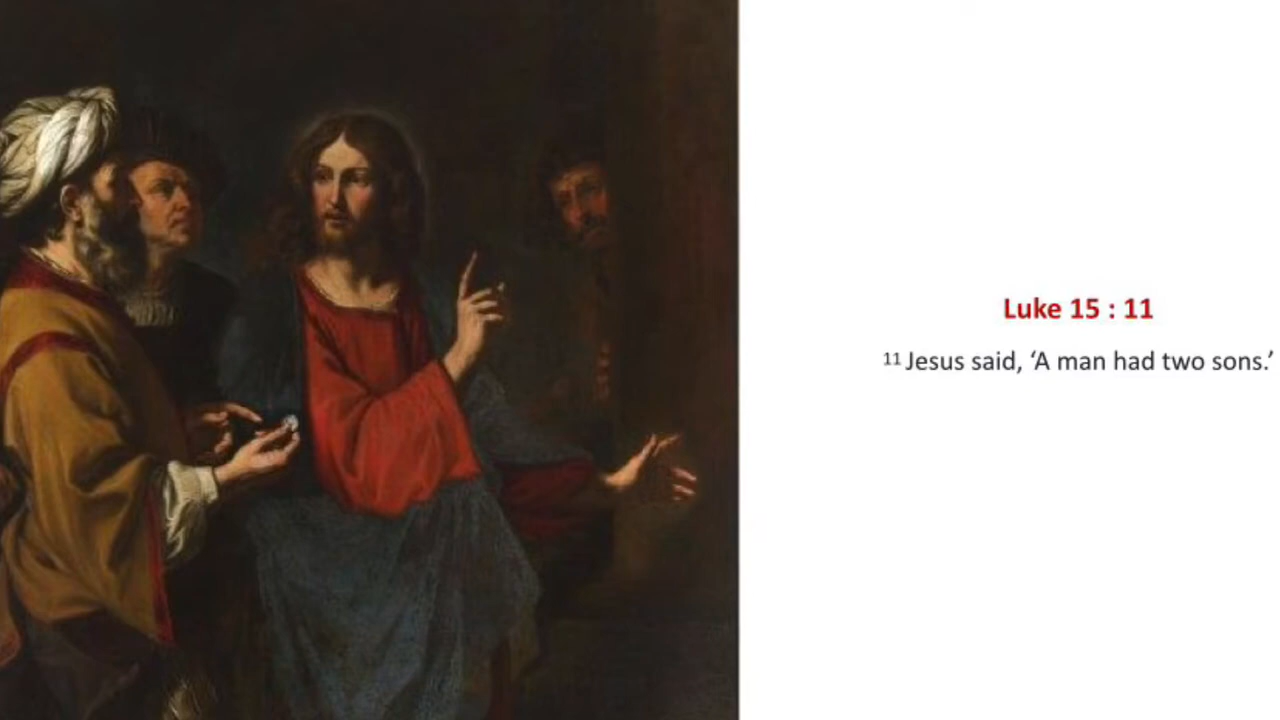 Luke 15 : 11
11 Jesus said, ‘A man had two sons.’